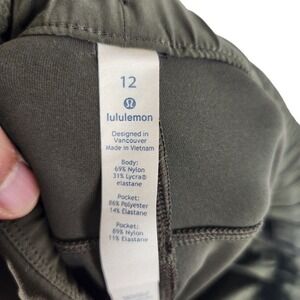 12
lululemon
Designed in
Vancouver
Made in Vietnam
Body:
69% Nylon
31% Lycra®
elastane
Pocket:
86% Polyester
14% Elastane
Pocket:
89% Nylon
11% Elastane